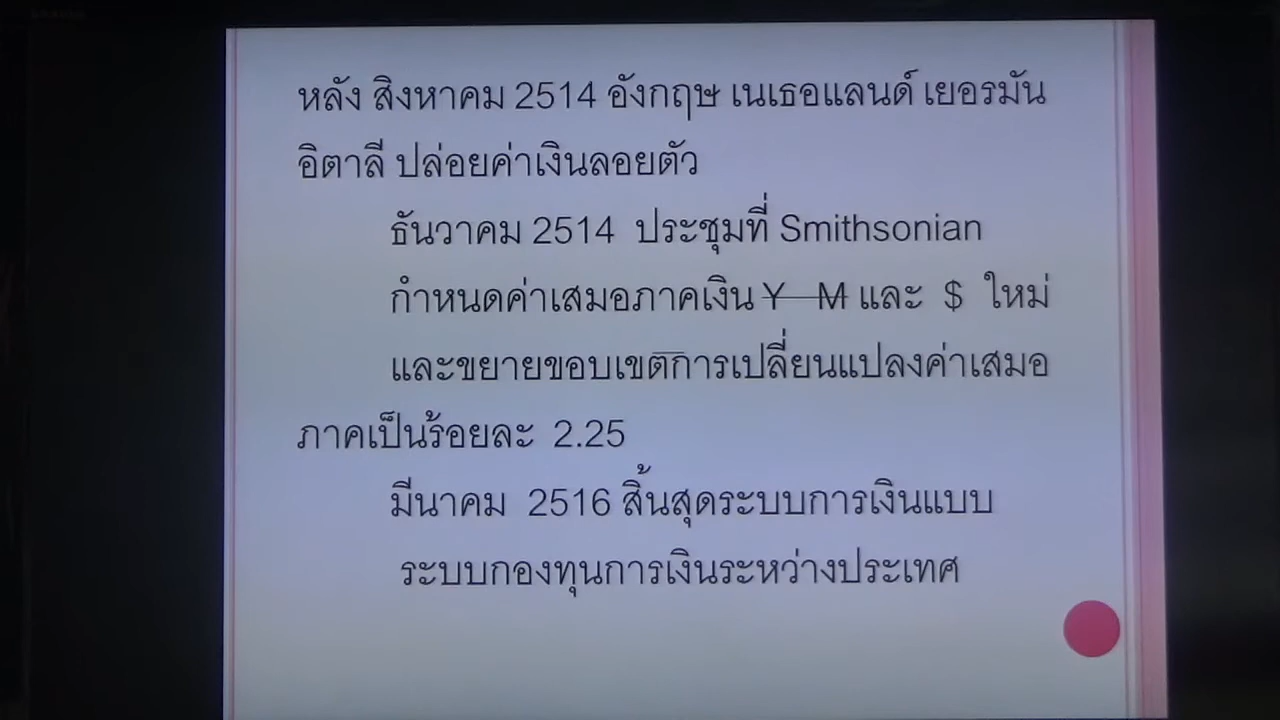 หลัง สิงหาคม 2514 อังกฤษ เนเธอแลนด์ เยอรมัน
อิตาลี ปล่อยค่าเงินลอยตัว
ธันวาคม 2514 ประชุมที่ Smithsonian
กำหนดค่าเสมอภาคเงิน Y M และ $ ใหม่
และขยายขอบเขตการเปลี่ยนแปลงค่าเสมอ
ภาคเป็นร้อยละ 2.25
มีนาคม 2516 สิ้นสุดระบบการเงินแบบ
ระบบกองทุนการเงินระหว่างประเทศ